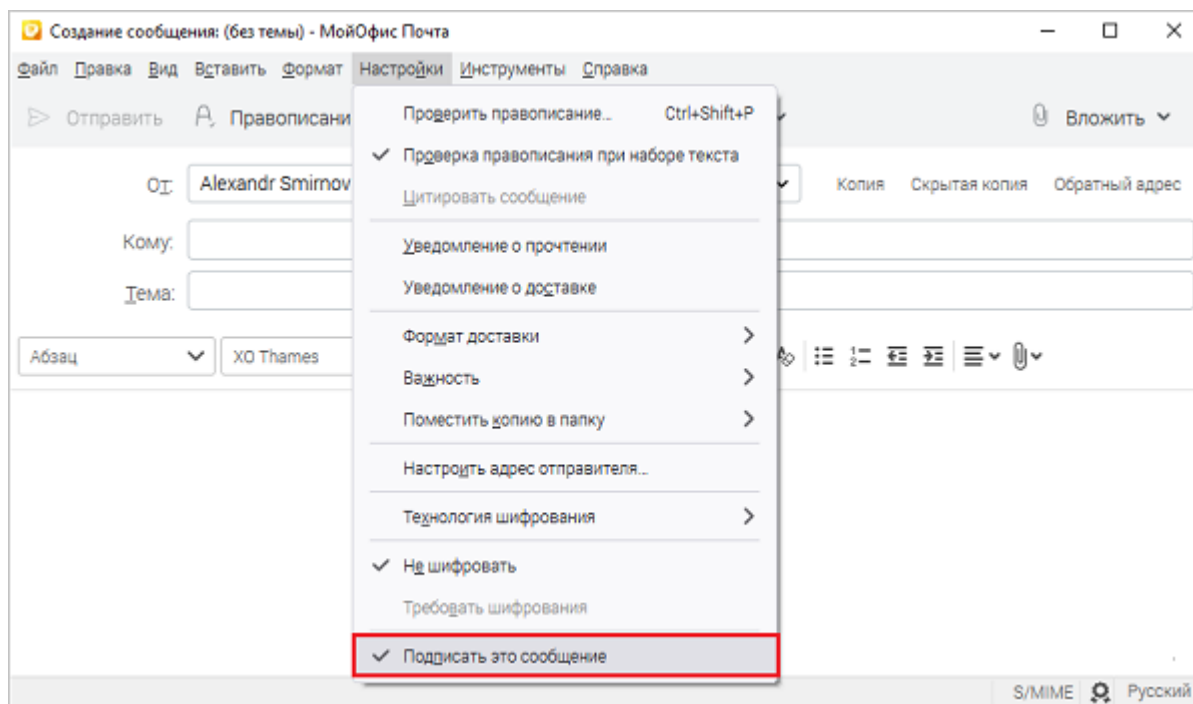 Создание сообщения: (без темы) - МойОфис Почта
Файл Правка Вид Вставить Формат Настройки Инструменты Справка
Отправить Правописани Вложить
От: Alexandr Smirnov Копия Скрытая копия Обратный адрес
Кому:
Тема:
Абзац XO Thames
Проверить правописание... Ctrl+Shift+P
Проверка правописания при наборе текста
Цитировать сообщение
Уведомление о прочтении
Уведомление о доставке
Формат доставки
Важность
Поместить копию в папку
Настроить адрес отправителя...
Технология шифрования
Не шифровать
Требовать шифрования
Подписать это сообщение
S/MIME Русский